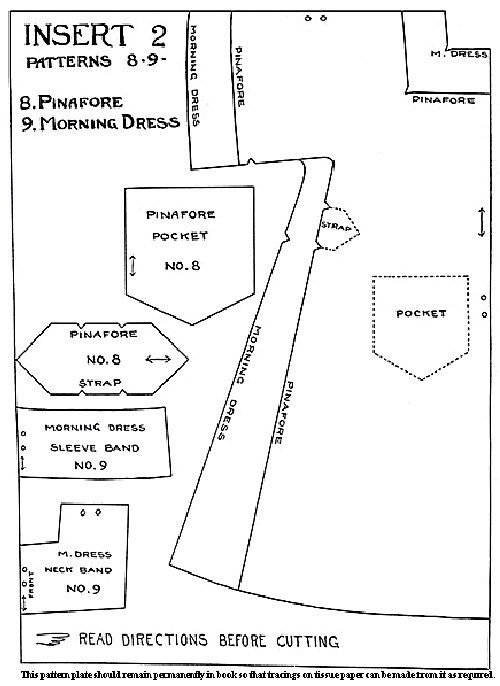 INSERT 2
PATTERNS 8·9-
8. PINAFORE
9. MORNING DRESS
MORNING DRESS
PINAFORE
M. DRESS
PINAFORE
PINAFORE
POCKET
NO. 8
STRAP
POCKET
PINAFORE
NO. 8
STRAP
MORNING DRESS
PINAFORE
MORNING DRESS
SLEEVE BAND
NO. 9
M. DRESS
NECK BAND
NO. 9
FRONT
READ DIRECTIONS BEFORE CUTTING
This pattern plate should remain permanently in book so that tracings on tissue paper can be made from it as required.